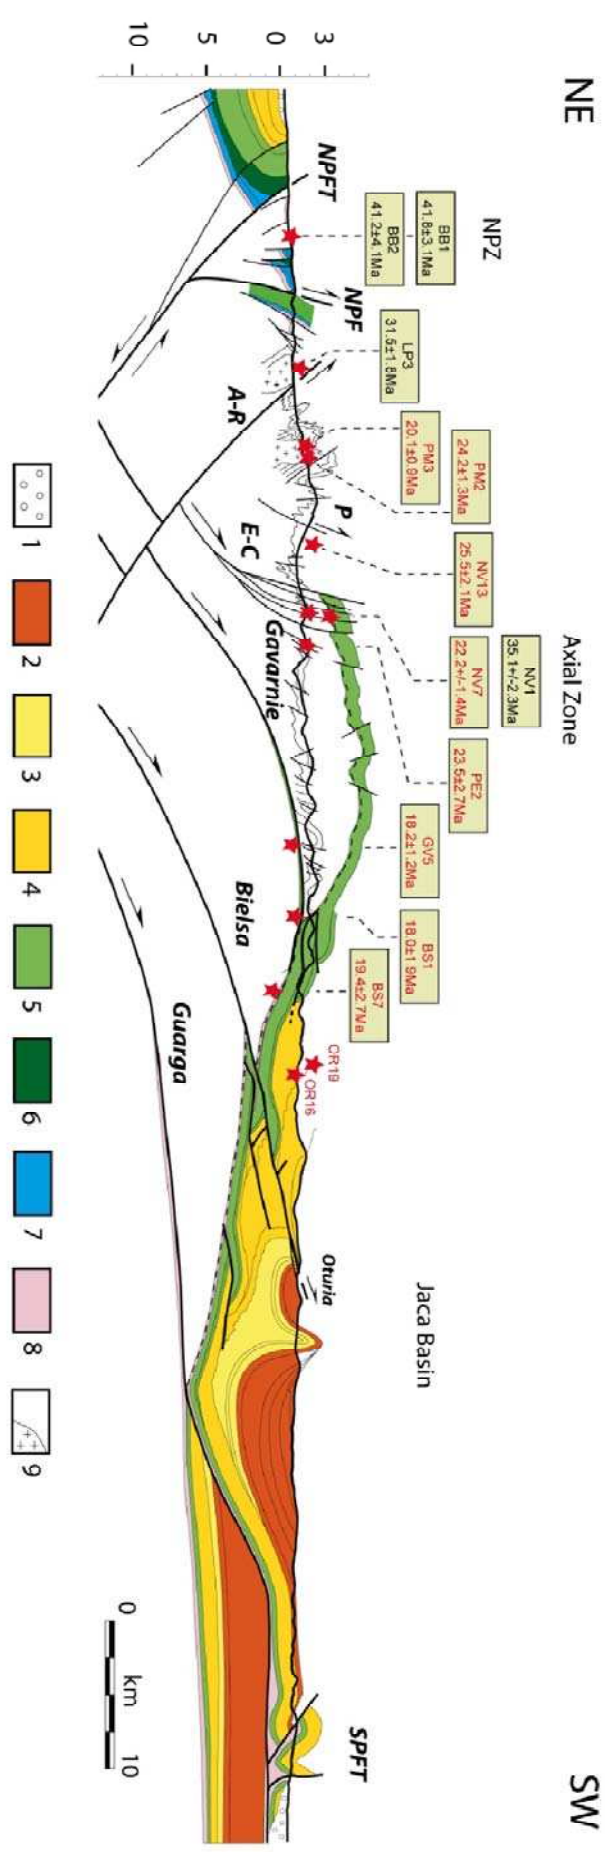 NE
SW
NPZ
Axial Zone
Jaca Basin
BB1
41.8±3.1Ma
BB2
41.2±4.1Ma
LP3
31.5±1.8Ma
PM2
24.2±1.3Ma
PM3
20.1±0.9Ma
NV13
25.5±2.1Ma
NV1
35.1+/-2.3Ma
NV7
22.2+/-1.4Ma
PE2
23.5±2.7Ma
GV5
18.2±1.2Ma
BS1
18.0±1.9Ma
BS7
19.4±2.7Ma
OR19
OR16
3
0
5
10
NPFT
NPF
A-R
P
E-C
Gavarnie
Bielsa
Guarga
Oturia
SPFT
0 km 10
1 2 3 4 5 6 7 8 9